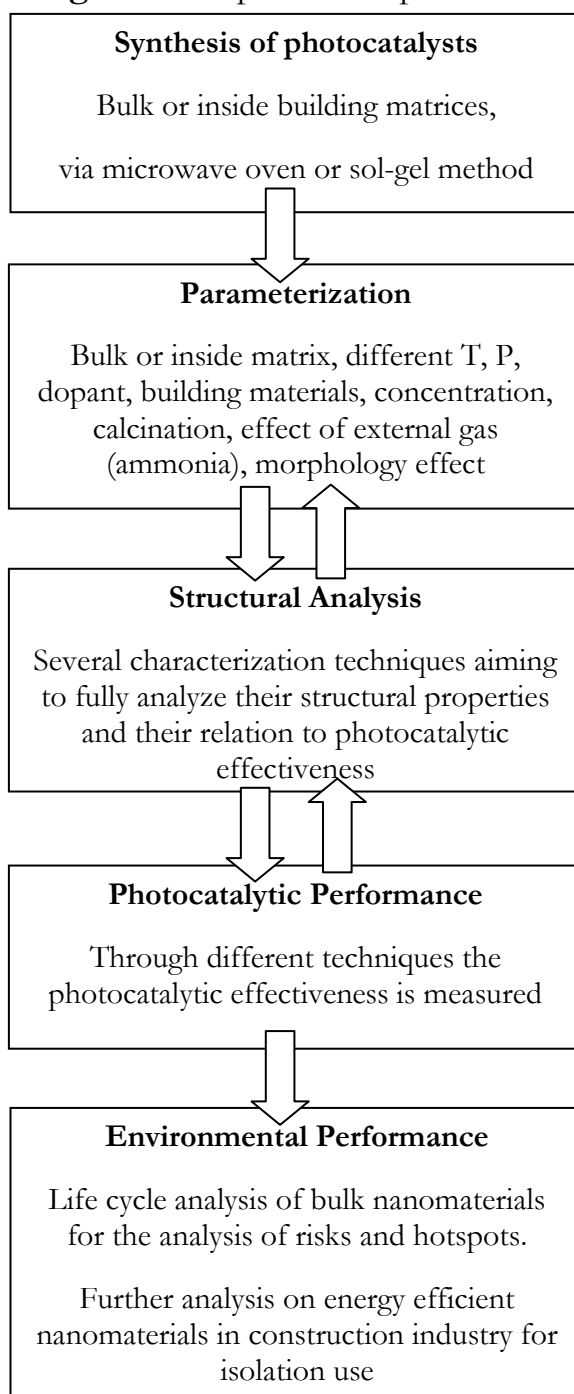 Synthesis of photocatalysts
Bulk or inside building matrices,
via microwave oven or sol-gel method
Parameterization
Bulk or inside matrix, different T, P,
dopant, building materials, concentration,
calcination, effect of external gas
(ammonia), morphology effect
Structural Analysis
Several characterization techniques aiming
to fully analyze their structural properties
and their relation to photocatalytic
effectiveness
Photocatalytic Performance
Through different techniques the
photocatalytic effectiveness is measured
Environmental Performance
Life cycle analysis of bulk nanomaterials
for the analysis of risks and hotspots.
Further analysis on energy efficient
nanomaterials in construction industry for
isolation use